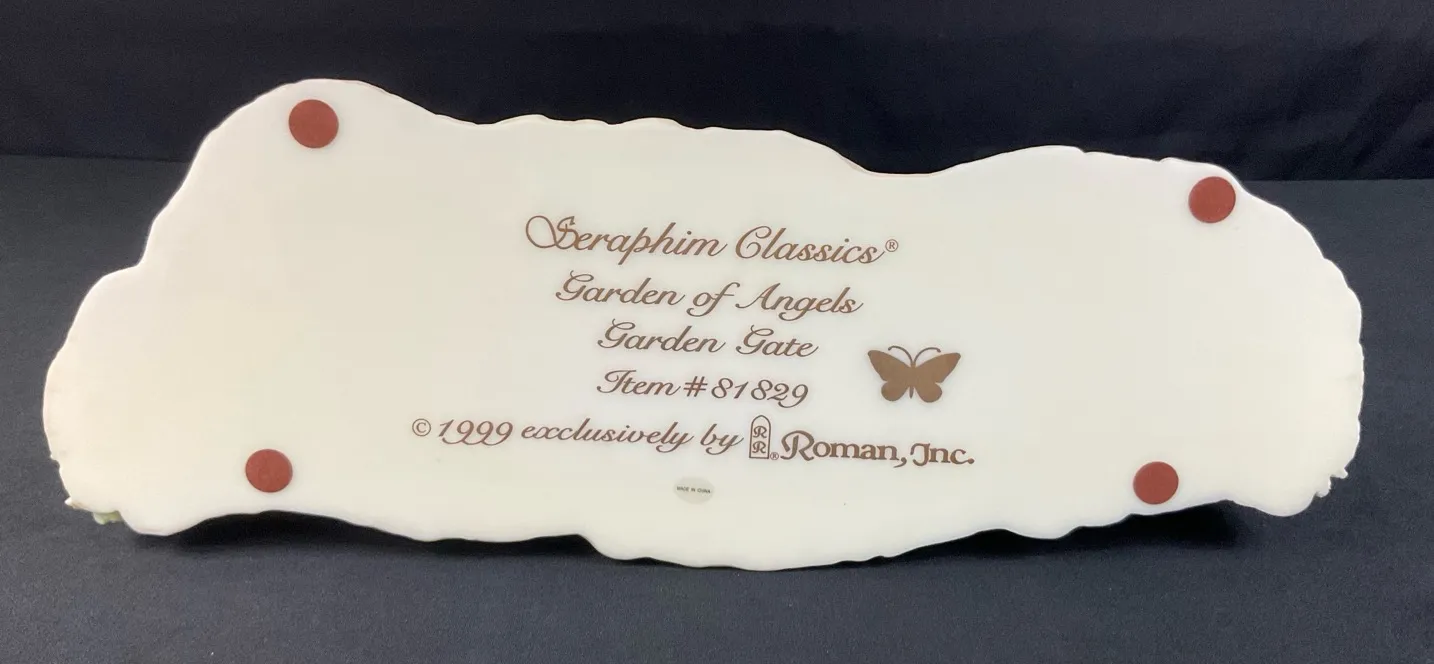 Seraphim Classics®
Garden of Angels
Garden Gate
Item #81829
© 1999 exclusively by RR® Roman, Inc.
MADE IN CHINA